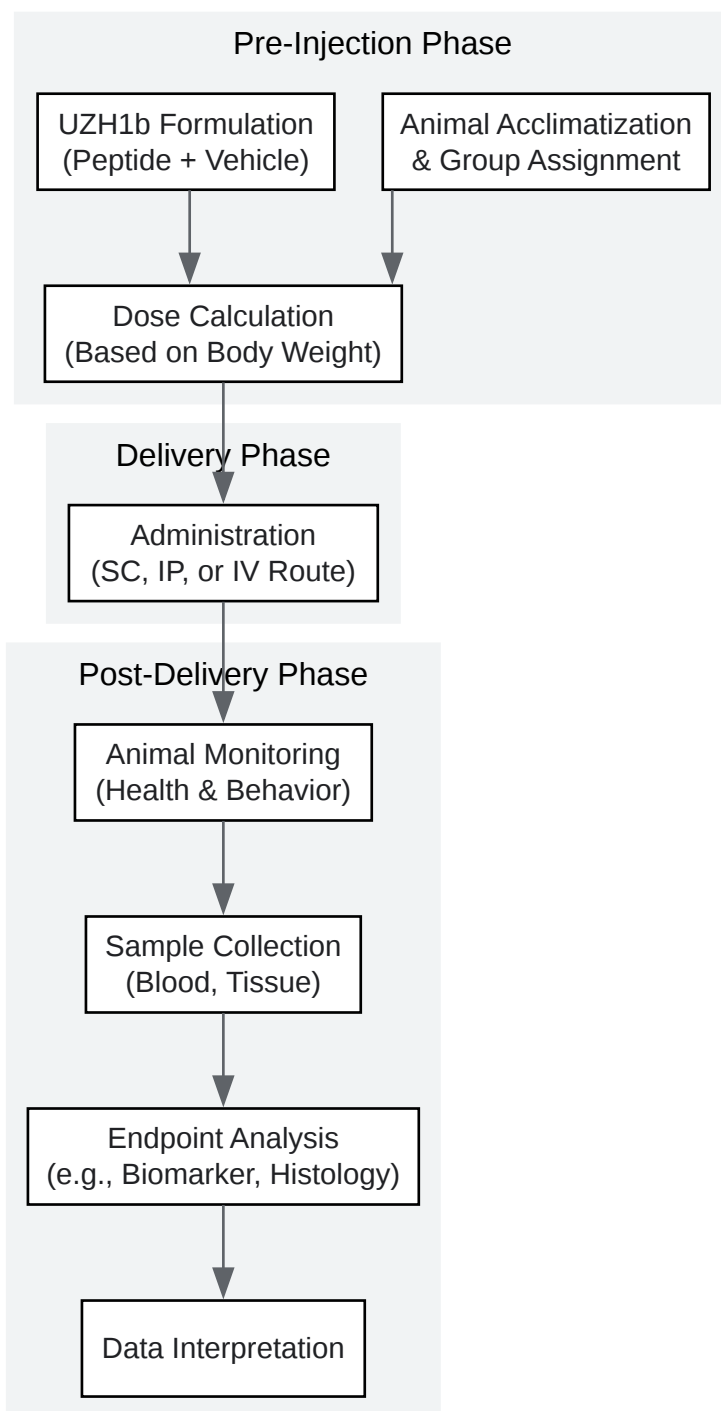 Pre-Injection Phase
UZH1b Formulation
(Peptide + Vehicle)
Animal Acclimatization
& Group Assignment
Dose Calculation
(Based on Body Weight)
Delivery Phase
Administration
(SC, IP, or IV Route)
Post-Delivery Phase
Animal Monitoring
(Health & Behavior)
Sample Collection
(Blood, Tissue)
Endpoint Analysis
(e.g., Biomarker, Histology)
Data Interpretation